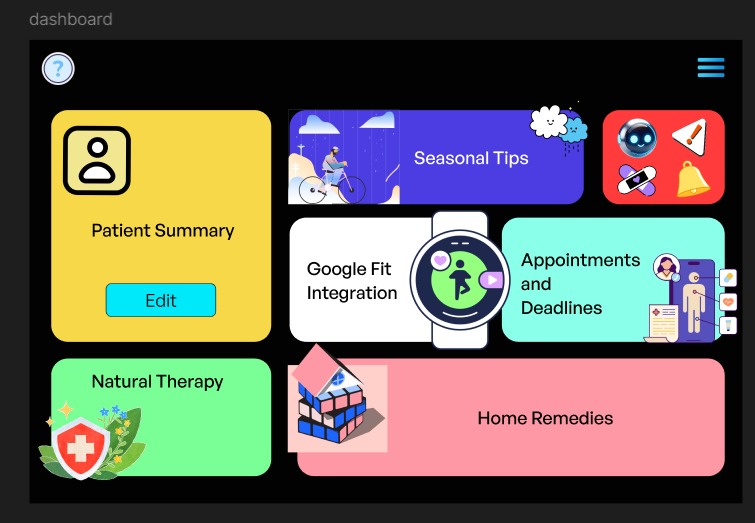 dashboard
?
Seasonal Tips
Patient Summary
Edit
Google Fit
Integration
Appointments
and
Deadlines
Natural Therapy
Home Remedies